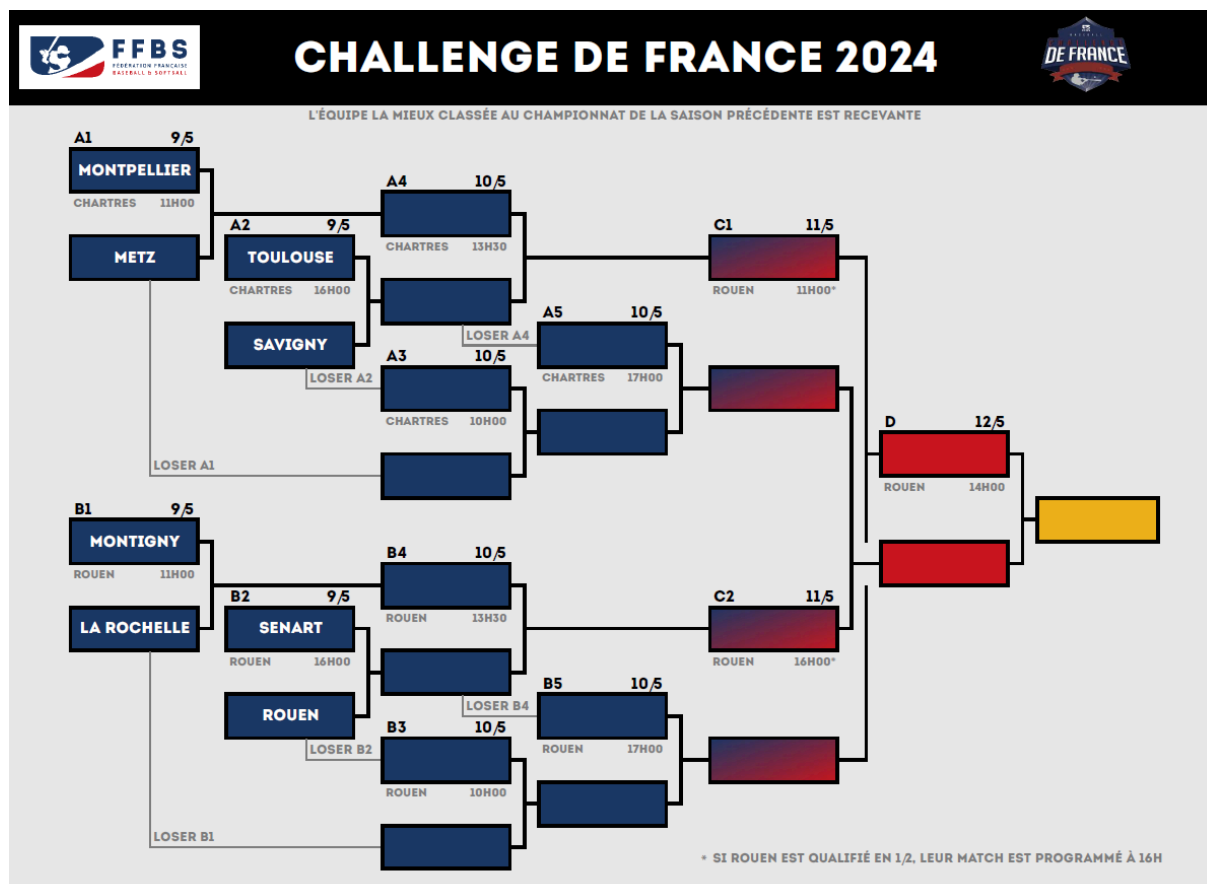 FFBS
FÉDÉRATION FRANÇAISE
BASEBALL & SOFTBALL
CHALLENGE DE FRANCE 2024
DE FRANCE
L'ÉQUIPE LA MIEUX CLASSÉE AU CHAMPIONNAT DE LA SAISON PRÉCÉDENTE EST RECEVANTE
A1 9/5
MONTPELLIER
CHARTRES 11H00
METZ
A2 9/5
TOULOUSE
CHARTRES 16H00
SAVIGNY
LOSER A2
LOSER A1
A4 10/5
CHARTRES 13H30
LOSER A4
A3 10/5
CHARTRES 10H00
A5 10/5
CHARTRES 17H00
C1 11/5
ROUEN 11H00*
D 12/5
ROUEN 14H00
B1 9/5
MONTIGNY
ROUEN 11H00
LA ROCHELLE
B2 9/5
SENART
ROUEN 16H00
ROUEN
LOSER B2
LOSER B1
B4 10/5
ROUEN 13H30
LOSER B4
B3 10/5
ROUEN 10H00
B5 10/5
ROUEN 17H00
C2 11/5
ROUEN 16H00*
* SI ROUEN EST QUALIFIÉ EN 1/2, LEUR MATCH EST PROGRAMMÉ À 16H